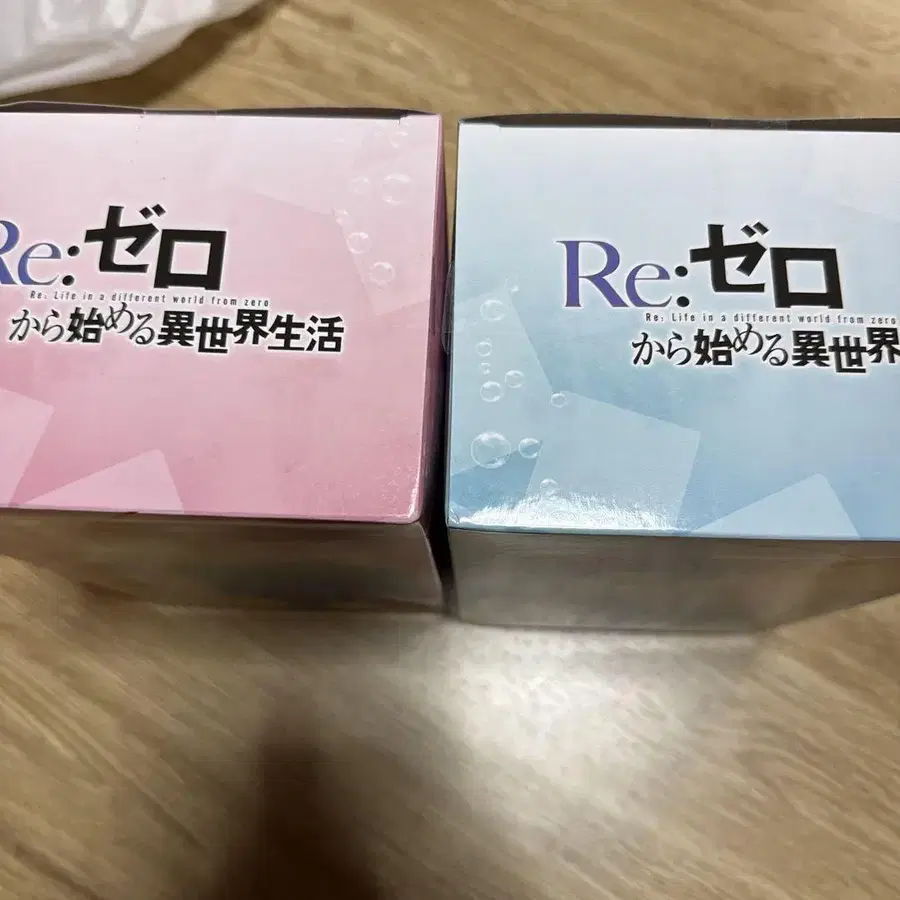 Re:ゼロ
Re: Life in a different world from zero
から始める異世界生活
Re:ゼロ
Re: Life in a different world from zero
から始める異世界